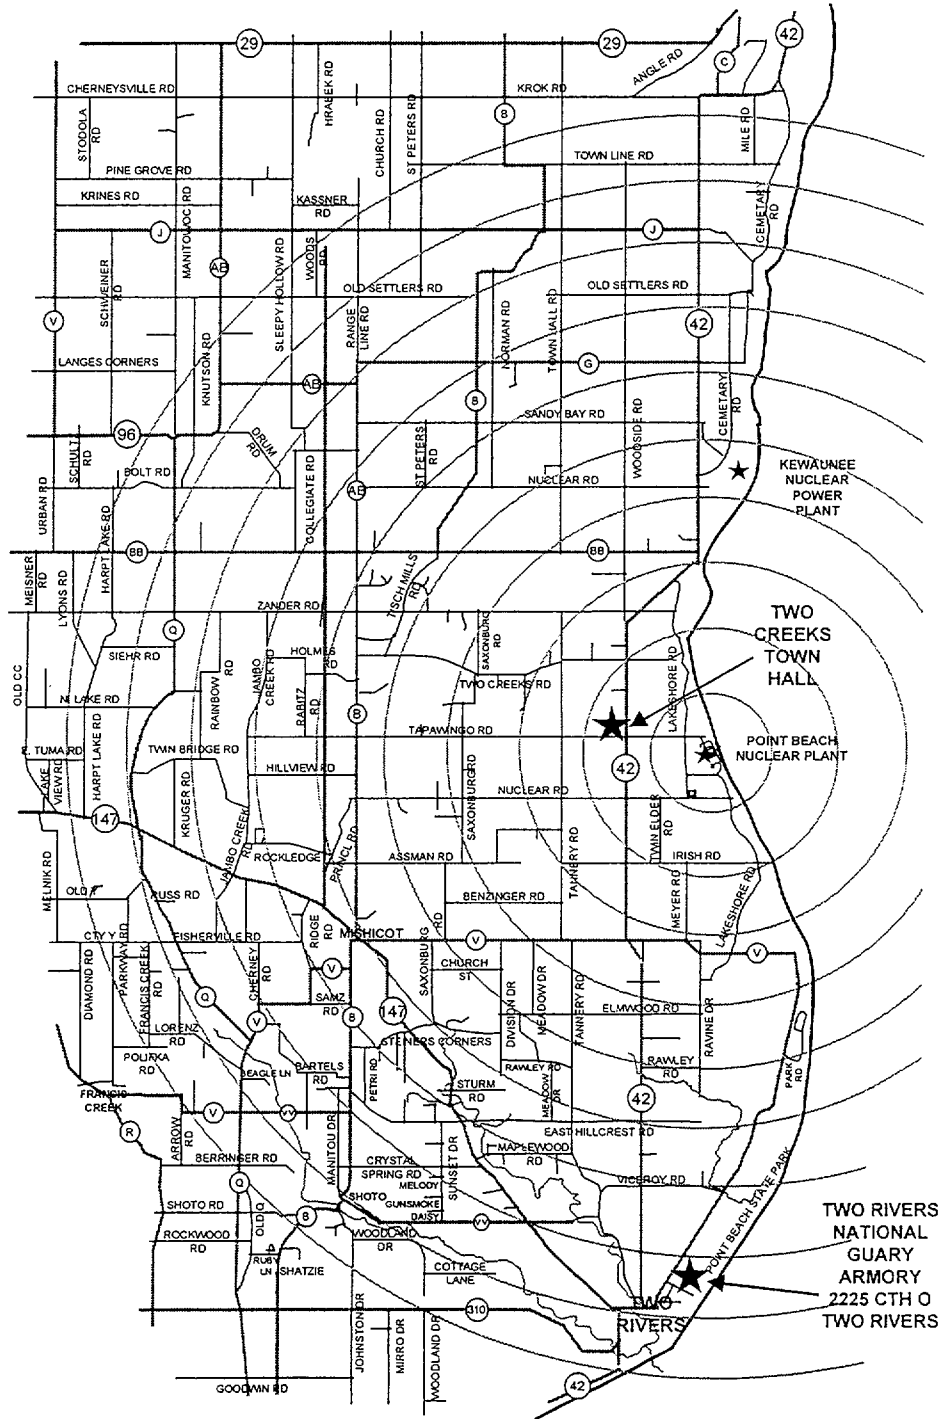 29
29
42
C
ANGLE RD
CHERNEYSVILLE RD
HRABEK RD
KROK RD
STODOLA
RD
CHURCH RD
ST PETERS RD
B
MILE RD
TOWN LINE RD
PINE GROVE RD
KRINES RD
MANITOWOC RD
KASSNER
RD
CEMETARY
RD
J
J
AB
SCHWEINER
RD
SLEEPY HOLLOW RD
WOODS
RD
OLD SETTLERS RD
OLD SETTLERS RD
V
RANGE
LINE RD
NORMAN RD
TOWN HALL RD
42
LANGES CORNERS
KNUTSON RD
AB
G
B
SANDY BAY RD
WOODSIDE RD
CEMETARY
RD
96
DRUM
RD
SCHULTZ
RD
BOLT RD
ST PETERS
RD
NUCLEAR RD
KEWAUNEE
NUCLEAR
POWER
PLANT
URBAN RD
HARPT LAKE RD
COLLEGIATE RD
AB
BB
BB
MEISNER
RD
LYONS RD
TISCH MILLS
RD
ZANDER RD
Q
SIEHR RD
HOLMES
RD
SAXONBURG
RD
TWO
CREEKS
TOWN
HALL
OLD CC
NI LAKE RD
RAINBOW
RD
JAMBO
CREEK RD
RABITZ
RD
TWO CREEKS RD
LAKESHORE RD
B
TAPAWINGO RD
E. TUMA RD
HARPT LAKE RD
TWIN BRIDGE RD
POINT BEACH
NUCLEAR PLANT
LAKE
VIEW RD
HILLVIEW RD
42
KRUGER RD
SAXONBURG RD
NUCLEAR RD
147
JAMBO CREEK
RD
PRINCL RD
TWIN ELDER
RD
MELNIK RD
ROCKLEDGE
ASSMAN RD
TANNERY RD
IRISH RD
OLD Y
RUSS RD
BENZINGER RD
MEYER RD
LAKESHORE RD
CTY Y
PARKWAY RD
FISHERVILLE RD
RIDGE
RD
MISHICOT
SAXONBURG
RD
V
V
DIAMOND RD
FRANCIS CREEK
RD
CHERNEY
RD
V
CHURCH
ST
DIVISION DR
MEADOW DR
TANNERY RD
Q
SAMZ
RD
B
147
ELMWOOD RD
RAVINE DR
LORENZ
RD
V
STEINERS CORNERS
POLIFKA
RD
BEAGLE LN
BARTELS
RD
PETRI RD
RAWLEY RD
RAWLEY
RD
PARK
RD
FRANCIS
CREEK
STURM
RD
MEADOW
DR
42
V
VV
R
ARROW
RD
MANITOU DR
EAST HILLCREST RD
BERRINGER RD
CRYSTAL
SPRING RD
SUNSET DR
MAPLEWOOD
RD
Q
MELODY
VICEROY RD
POINT BEACH STATE PARK
SHOTO RD
OLD Q
SHOTO
GUNSMOKE
DAISY
B
VV
ROCKWOOD
RD
WOODLAND
DR
RUBY
LN
SHATZIE
COTTAGE
LANE
TWO RIVERS
NATIONAL
GUARY
ARMORY
2225 CTH O
TWO RIVERS
310
TWO
RIVERS
JOHNSTON DR
MIRRO DR
WOODLAND DR
GOODWIN RD
42